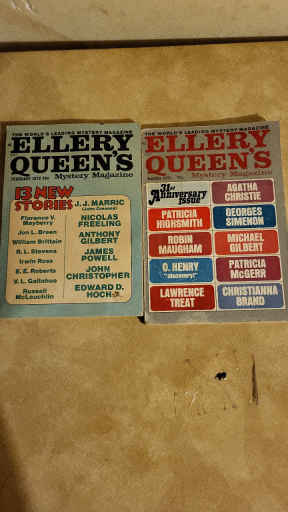 THE WORLD'S LEADING MYSTERY MAGAZINE
ELLERY
QUEEN'S
Mystery Magazine
13 NEW
STORIES
Florence V.
Mayberry
Jon L. Breen
William Brittain
R. L. Stevens
Irwin Ross
S. E. Roberts
V. L. Gallahue
Russell
McLoughlin
J. J. MARRIC
NICOLAS
FREELING
ANTHONY
GILBERT
JAMES
POWELL
JOHN
CHRISTOPHER
EDWARD D.
HOCH
THE WORLD'S LEADING MYSTERY MAGAZINE
ELLERY
QUEEN'S
Mystery Magazine
31st
Anniversary
Issue
PATRICIA
HIGHSMITH
ROBIN
MAUGHAM
O. HENRY
"discovery!"
LAWRENCE
TREAT
AGATHA
CHRISTIE
GEORGES
SIMENON
MICHAEL
GILBERT
PATRICIA
McGERR
CHRISTIANNA
BRAND